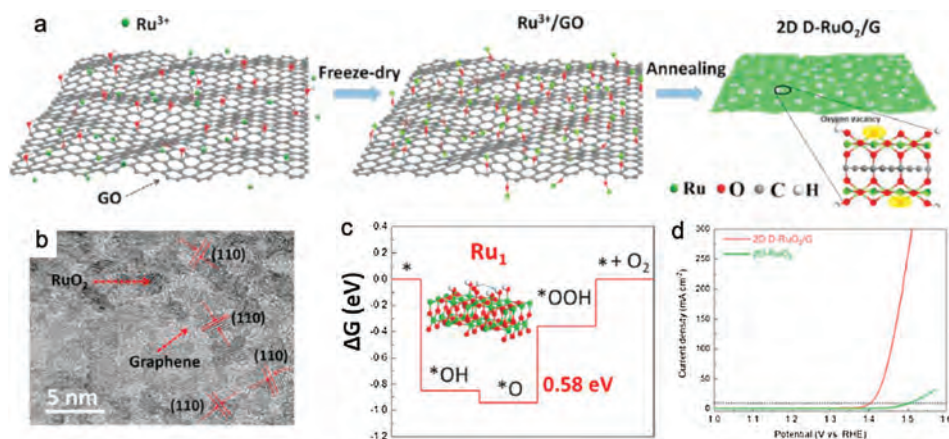 a
Ru³⁺
Ru³⁺/GO
2D D-RuO₂/G
Freeze-dry
Annealing
Oxygen vacancy
GO
Ru O C H
b
(110)
RuO₂
(110)
Graphene
(110)
(110)
5 nm
c
ΔG (eV)
0.4
0.2
0.0
-0.2
-0.4
-0.6
-0.8
-1.0
-1.2
Ru₁
*
* + O₂
*OOH
*OH
*O
0.58 eV
d
Current density (mA cm⁻²)
300
250
200
150
100
50
0
2D D-RuO₂/G
1.0 1.1 1.2 1.3 1.4 1.5 1.6
Potential (V vs. RHE)